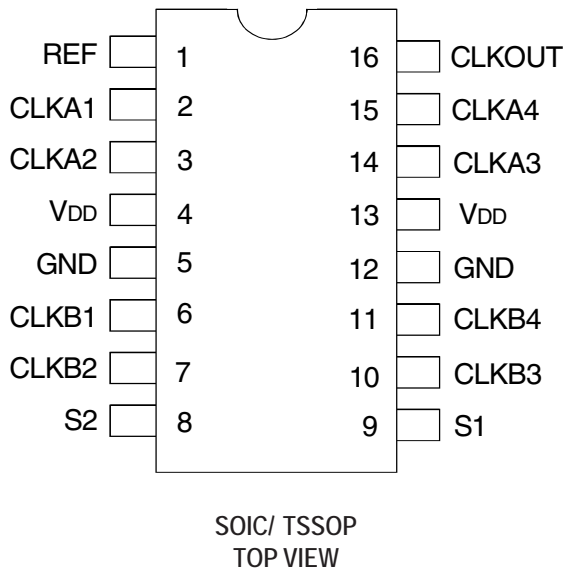 REF 1 16 CLKOUT
CLKA1 2 15 CLKA4
CLKA2 3 14 CLKA3
VDD 4 13 VDD
GND 5 12 GND
CLKB1 6 11 CLKB4
CLKB2 7 10 CLKB3
S2 8 9 S1
SOIC/ TSSOP
TOP VIEW